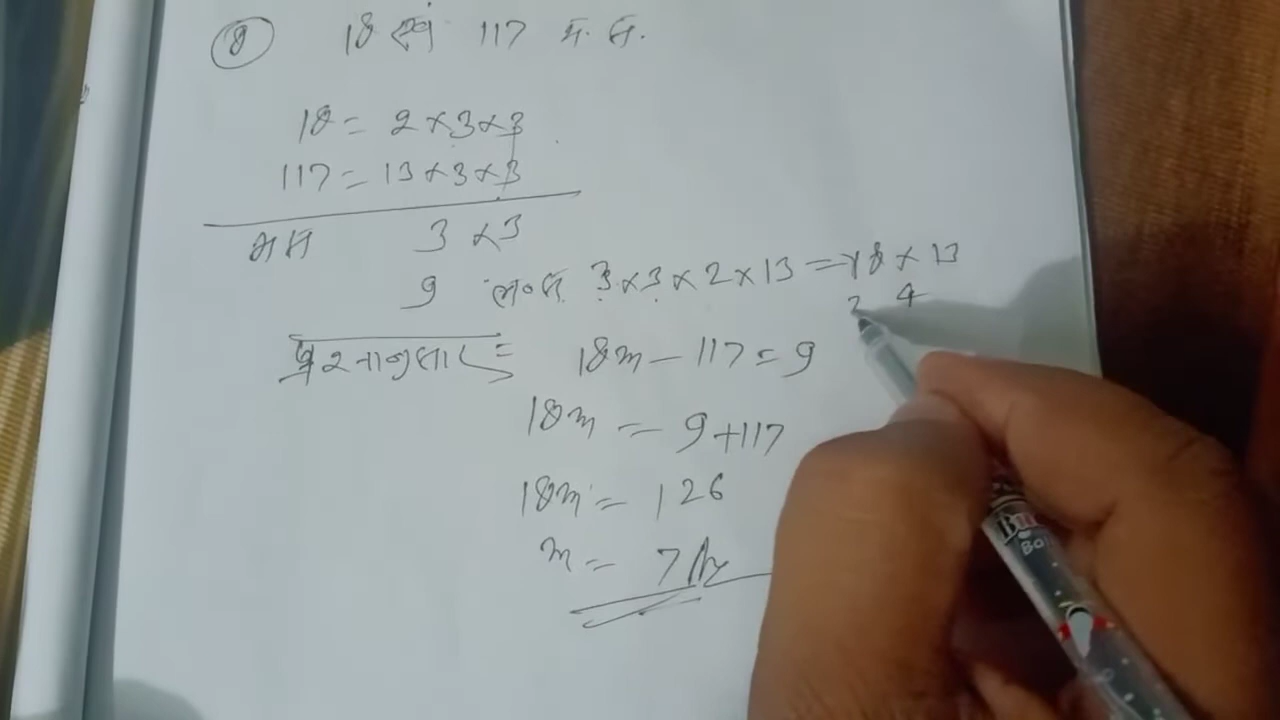 8 18 एवं 117 म. स.
18 = 2 × 3 × 3
117 = 13 × 3 × 3
मस 3 × 3
9 ल॰स. 3 × 3 × 2 × 13 = 18 × 13
2 4
प्रश्नानुसार = 18m - 117 = 9
18m = 9 + 117
18m = 126
m = 7